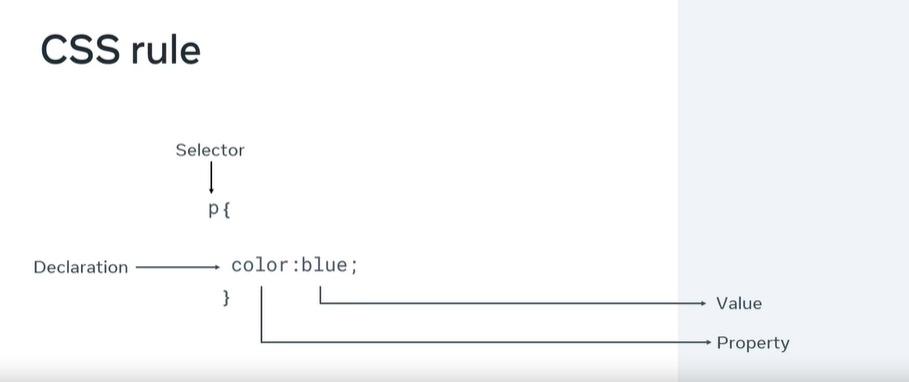 CSS rule
Selector
p{
Declaration
color:blue;
}
Value
Property